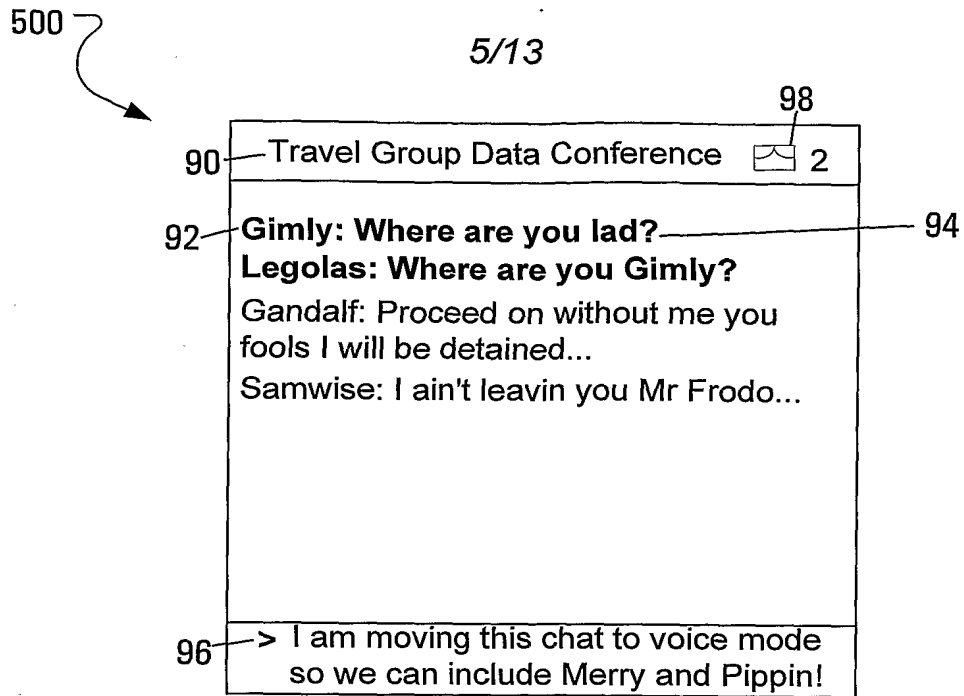 500
5/13
98
90 Travel Group Data Conference 2
92 Gimly: Where are you lad? 94
Legolas: Where are you Gimly?
Gandalf: Proceed on without me you
fools I will be detained...
Samwise: I ain't leavin you Mr Frodo...
96 > I am moving this chat to voice mode
so we can include Merry and Pippin!